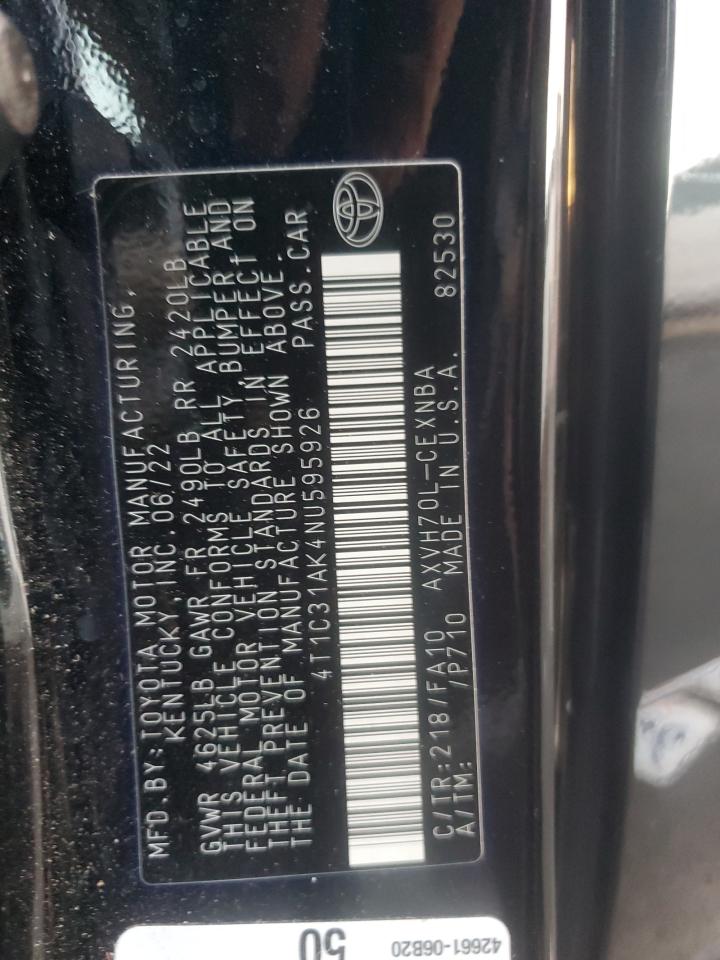 MFD.BY:TOYOTA MOTOR MANUFACTURING,
KENTUCKY, INC. 06/22
GVWR 4625LB GAWR FR 2490LB RR 2420LB
THIS VEHICLE CONFORMS TO ALL APPLICABLE
FEDERAL MOTOR VEHICLE SAFETY, BUMPER AND
THEFT PREVENTION STANDARDS IN EFFECT ON
THE DATE OF MANUFACTURE SHOWN ABOVE.
4T1C31AK4NU595926 PASS.CAR
C/TR:218/FA10 AXVH70L-CEXNBA 82530
A/TM: /P710 MADE IN U.S.A.
50
42661-06B20